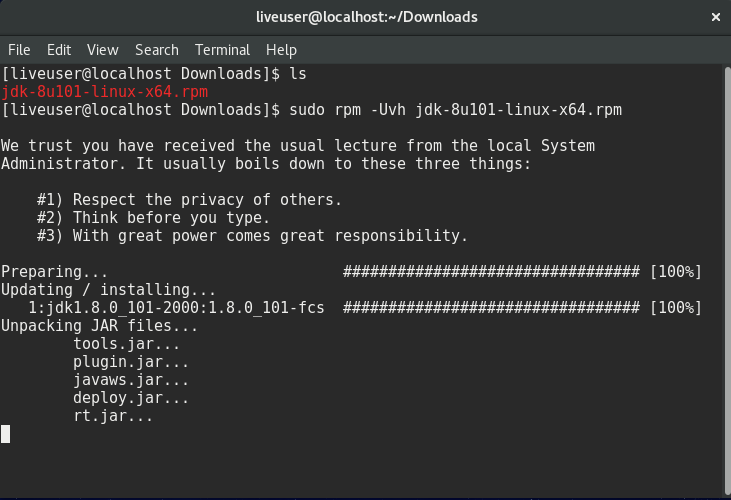 liveuser@localhost:~/Downloads
File Edit View Search Terminal Help
[liveuser@localhost Downloads]$ ls
jdk-8u101-linux-x64.rpm
[liveuser@localhost Downloads]$ sudo rpm -Uvh jdk-8u101-linux-x64.rpm
We trust you have received the usual lecture from the local System
Administrator. It usually boils down to these three things:
#1) Respect the privacy of others.
#2) Think before you type.
#3) With great power comes great responsibility.
Preparing... ################################# [100%]
Updating / installing...
1:jdk1.8.0_101-2000:1.8.0_101-fcs ################################# [100%]
Unpacking JAR files...
tools.jar...
plugin.jar...
javaws.jar...
deploy.jar...
rt.jar...